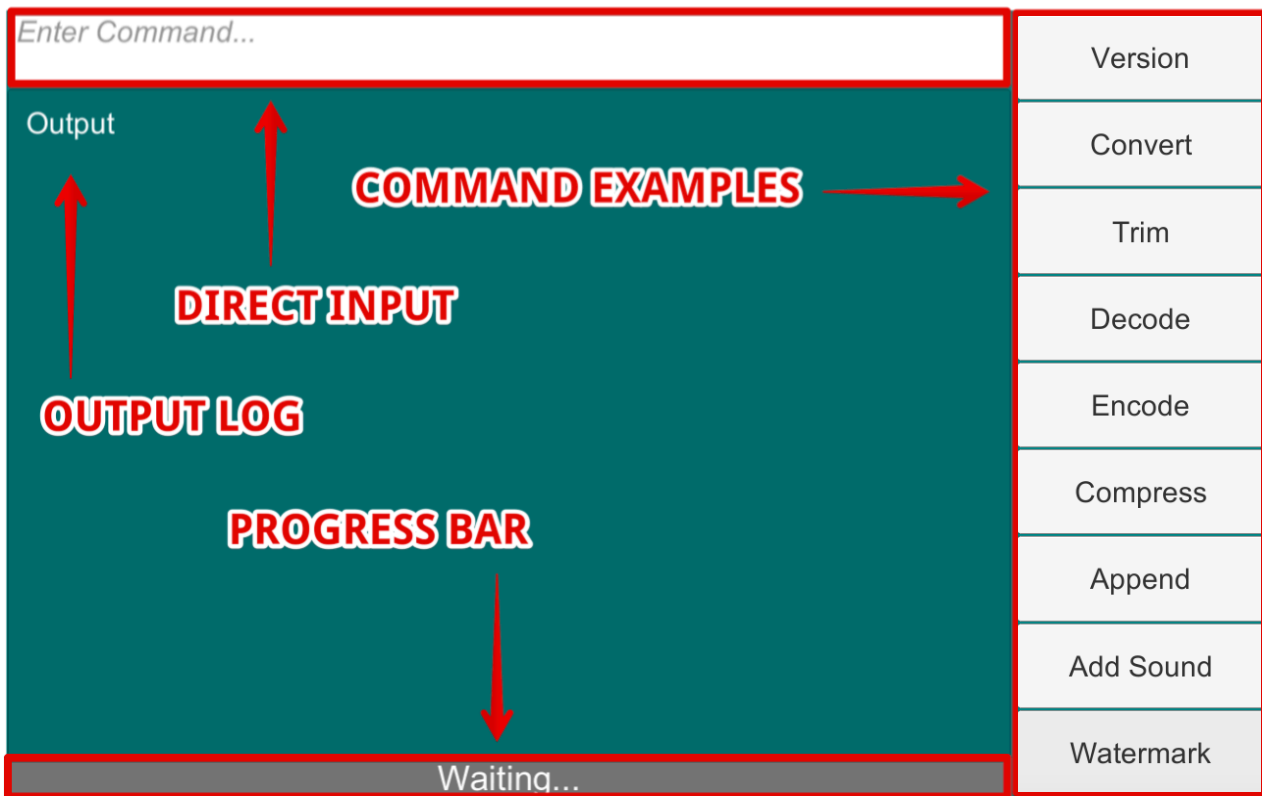 Enter Command...
Output
COMMAND EXAMPLES
DIRECT INPUT
OUTPUT LOG
PROGRESS BAR
Waiting...
Version
Convert
Trim
Decode
Encode
Compress
Append
Add Sound
Watermark